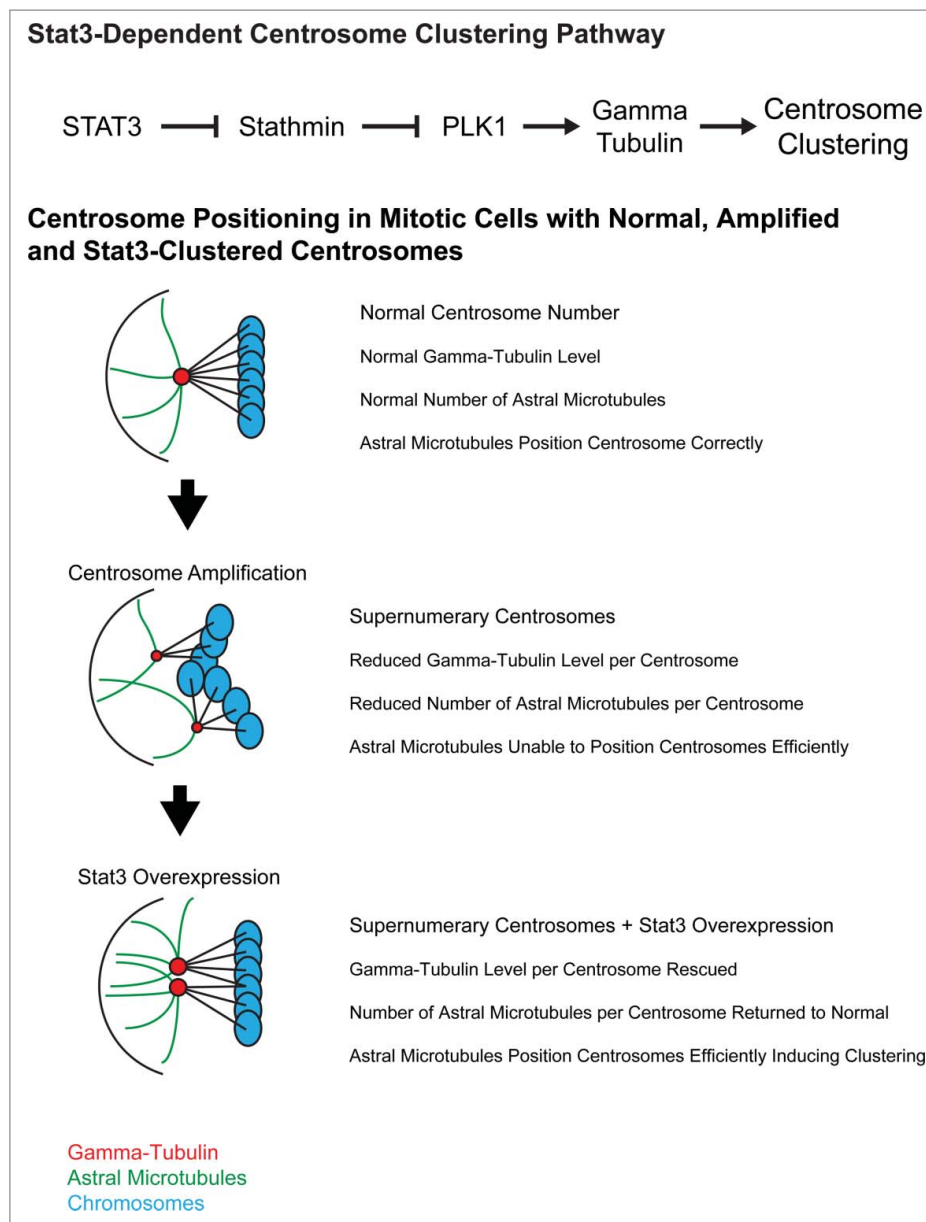 Stat3-Dependent Centrosome Clustering Pathway
STAT3 Stathmin PLK1 Gamma Tubulin Centrosome Clustering
Centrosome Positioning in Mitotic Cells with Normal, Amplified
and Stat3-Clustered Centrosomes
Normal Centrosome Number
Normal Gamma-Tubulin Level
Normal Number of Astral Microtubules
Astral Microtubules Position Centrosome Correctly
Centrosome Amplification
Supernumerary Centrosomes
Reduced Gamma-Tubulin Level per Centrosome
Reduced Number of Astral Microtubules per Centrosome
Astral Microtubules Unable to Position Centrosomes Efficiently
Stat3 Overexpression
Supernumerary Centrosomes + Stat3 Overexpression
Gamma-Tubulin Level per Centrosome Rescued
Number of Astral Microtubules per Centrosome Returned to Normal
Astral Microtubules Position Centrosomes Efficiently Inducing Clustering
Gamma-Tubulin
Astral Microtubules
Chromosomes